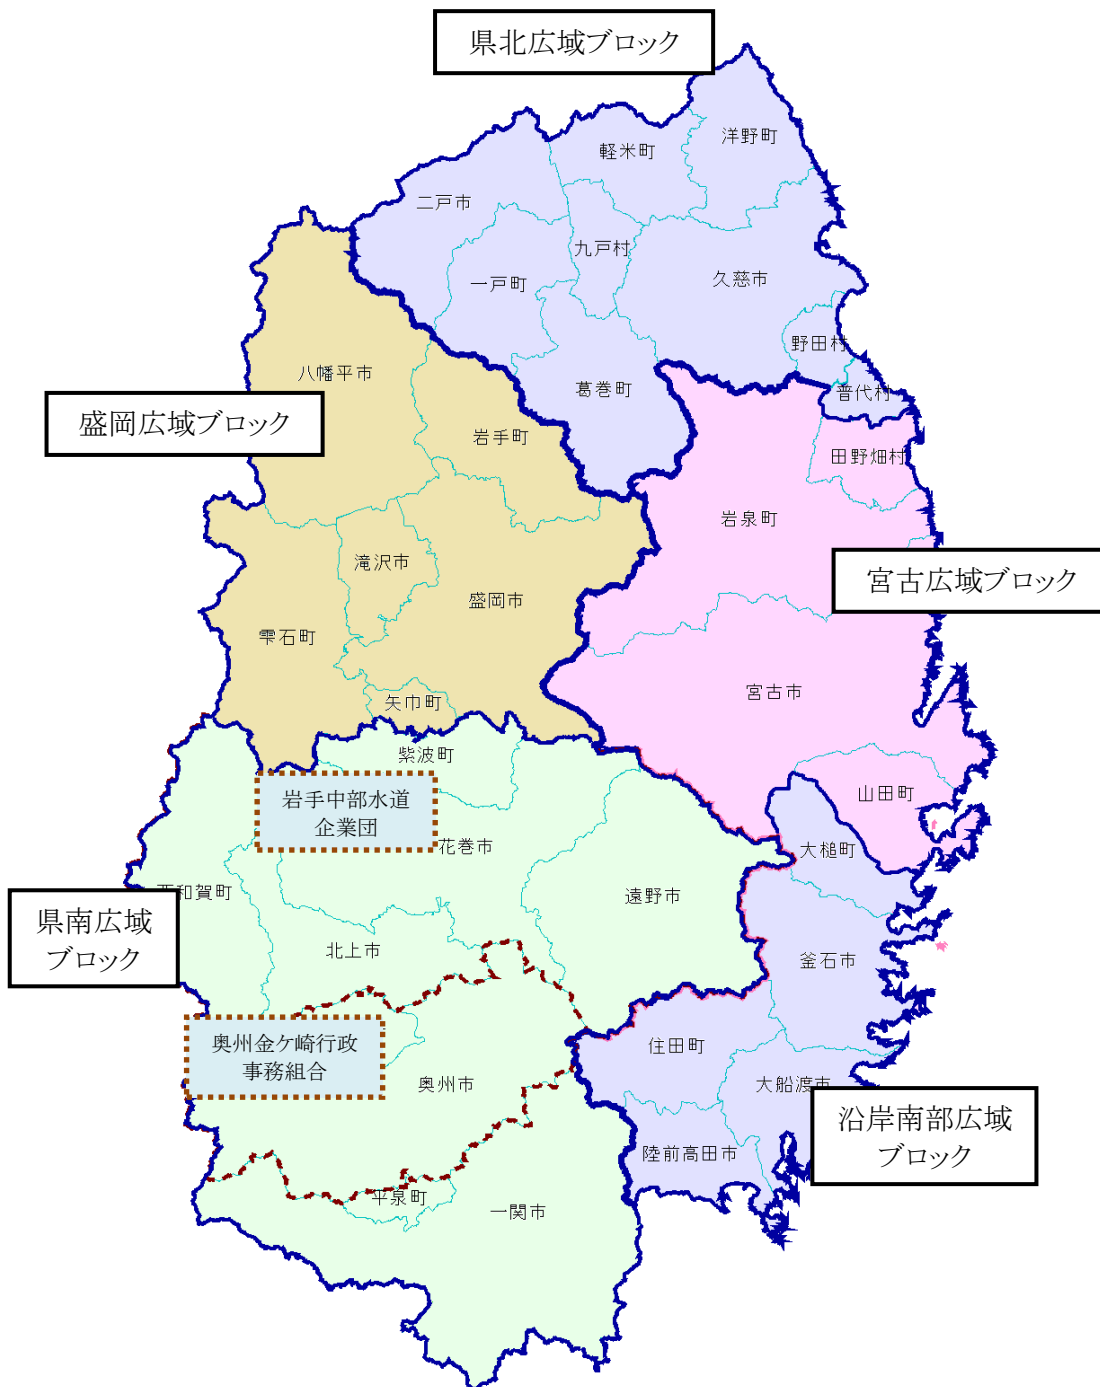 県北広域ブロック
洋野町
軽米町
二戸市
九戸村
一戸町
久慈市
野田村
八幡平市
葛巻町
普代村
盛岡広域ブロック
岩手町
田野畑村
岩泉町
滝沢市
宮古広域ブロック
盛岡市
雫石町
宮古市
矢巾町
紫波町
山田町
岩手中部水道
企業団
花巻市
大槌町
西和賀町
遠野市
県南広域
ブロック
北上市
釜石市
奥州金ケ崎行政
事務組合
住田町
奥州市
大船渡市
沿岸南部広域
ブロック
陸前高田市
平泉町
一関市